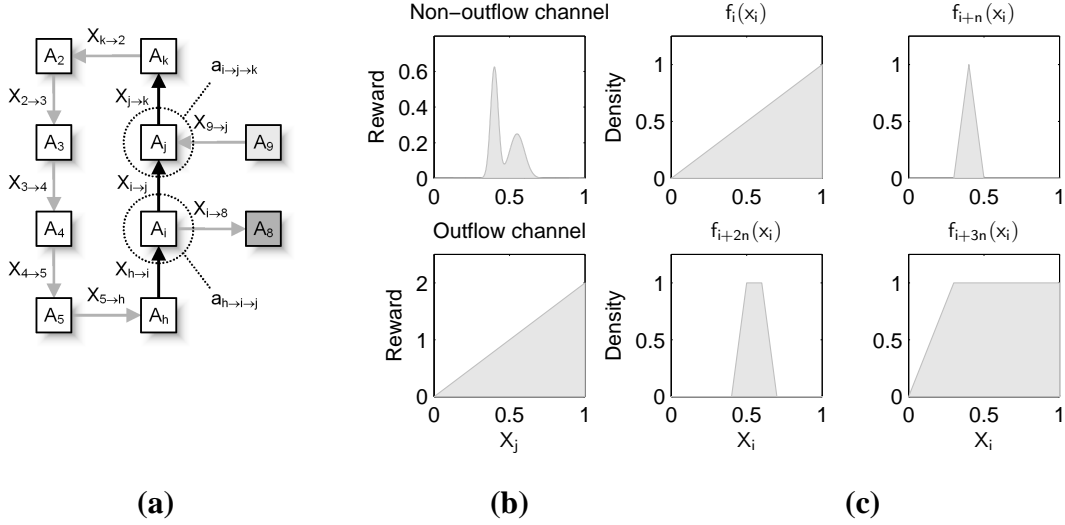 X_{k→2}
A_2
A_k
a_{i→j→k}
X_{2→3}
X_{j→k}
A_3
A_j
X_{9→j}
A_9
X_{3→4}
X_{i→j}
X_{i→8}
A_4
A_i
A_8
X_{4→5}
X_{h→i}
X_{5→h}
a_{h→i→j}
A_5
A_h
(a)
Non−outflow channel
Reward
0.6
0.4
0.2
0
0 0.5 1
Outflow channel
Reward
2
1
0
0 0.5 1
X_j
(b)
f_i(x_i)
Density
1
0.5
0
0 0.5 1
f_{i+n}(x_i)
1
0.5
0
0 0.5 1
f_{i+2n}(x_i)
Density
1
0.5
0
0 0.5 1
X_i
f_{i+3n}(x_i)
1
0.5
0
0 0.5 1
X_i
(c)